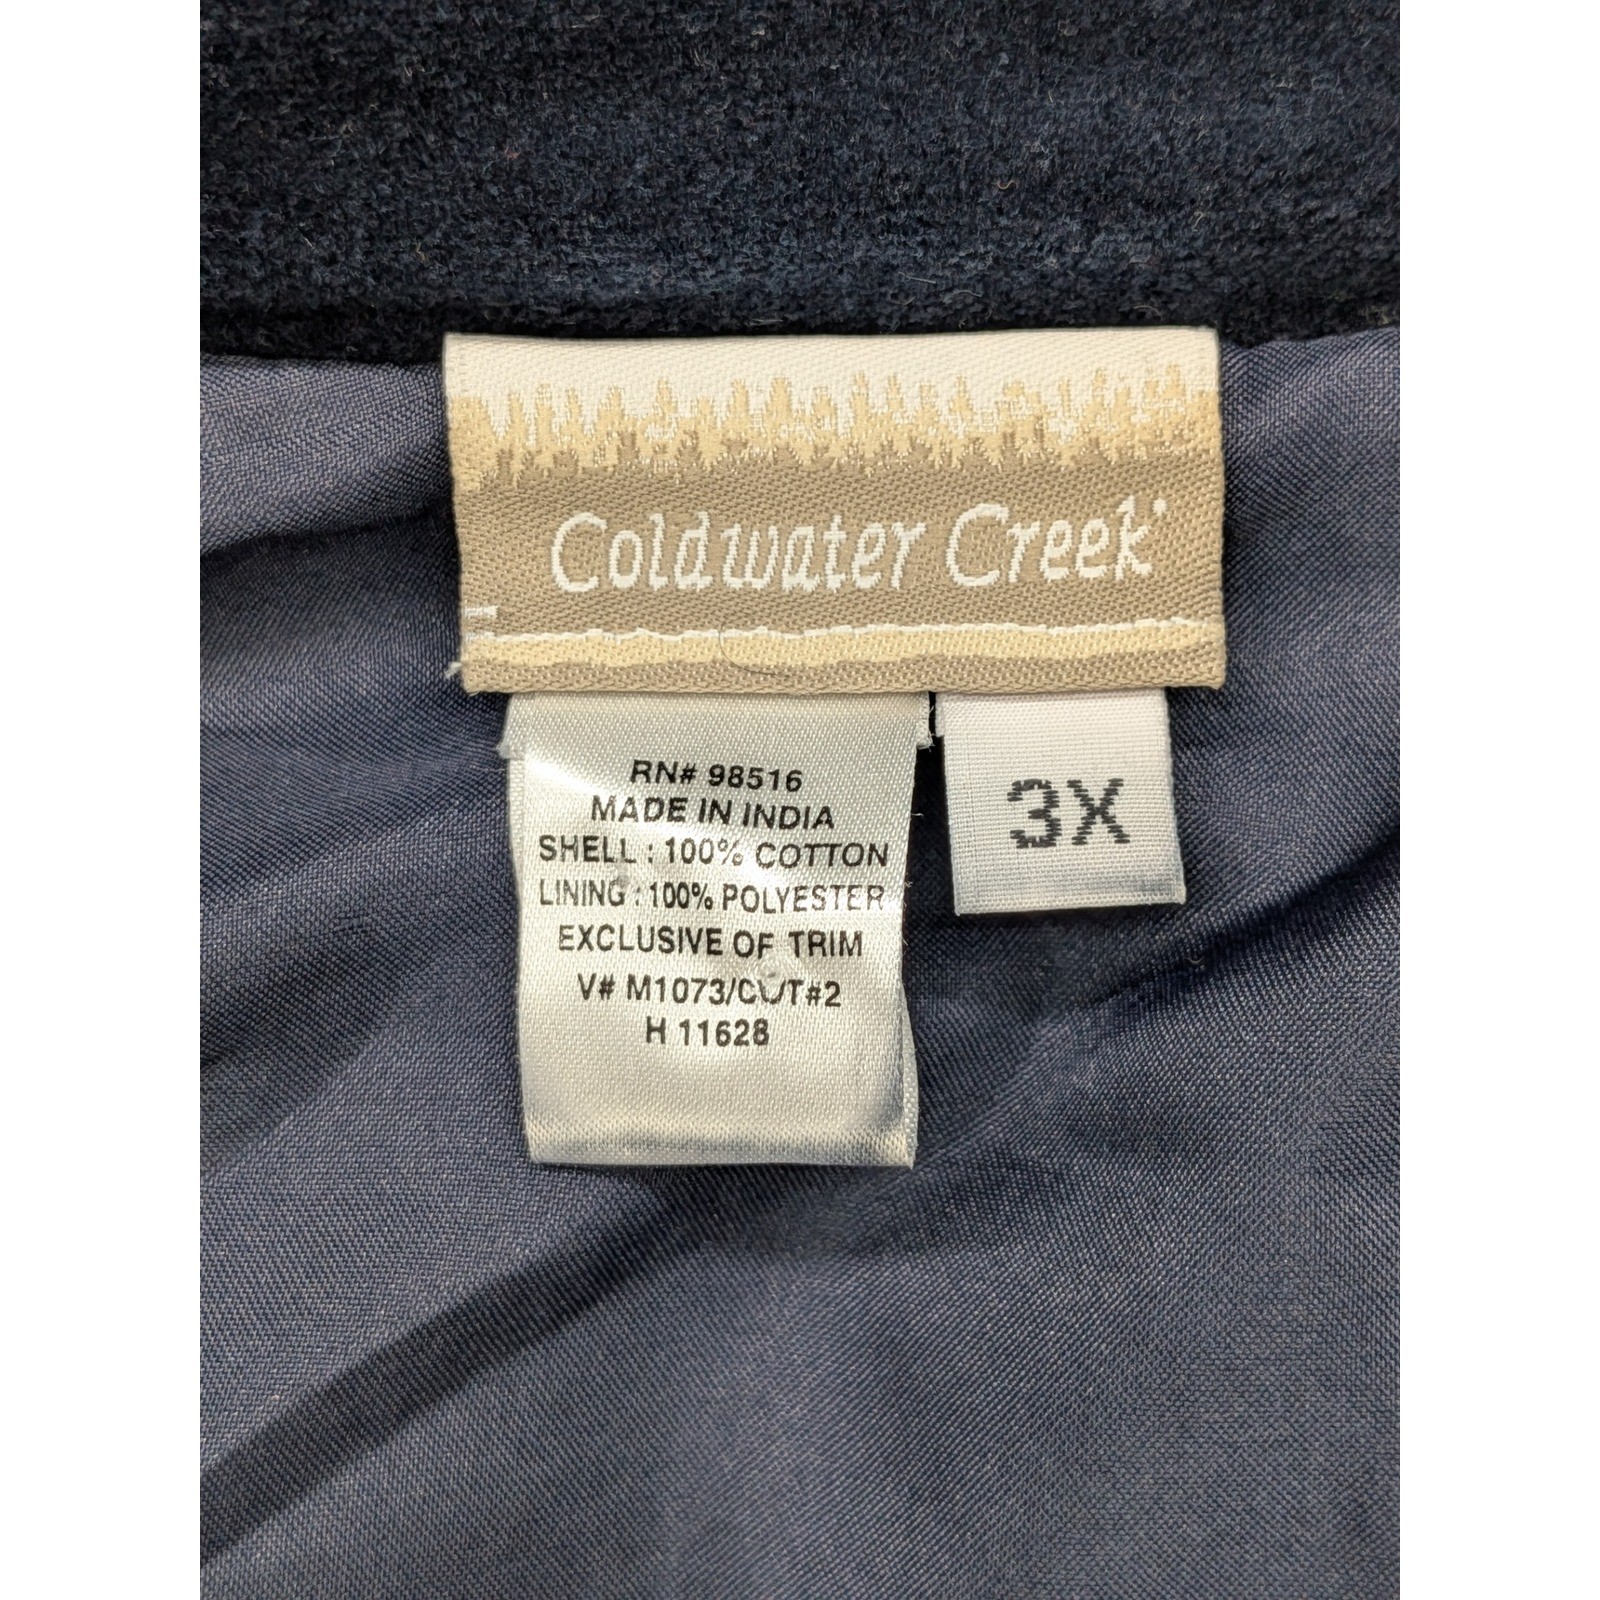 Coldwater Creek®
3X
RN# 98516
MADE IN INDIA
SHELL : 100% COTTON
LINING : 100% POLYESTER
EXCLUSIVE OF TRIM
V# M1073/CUT#2
H 11628